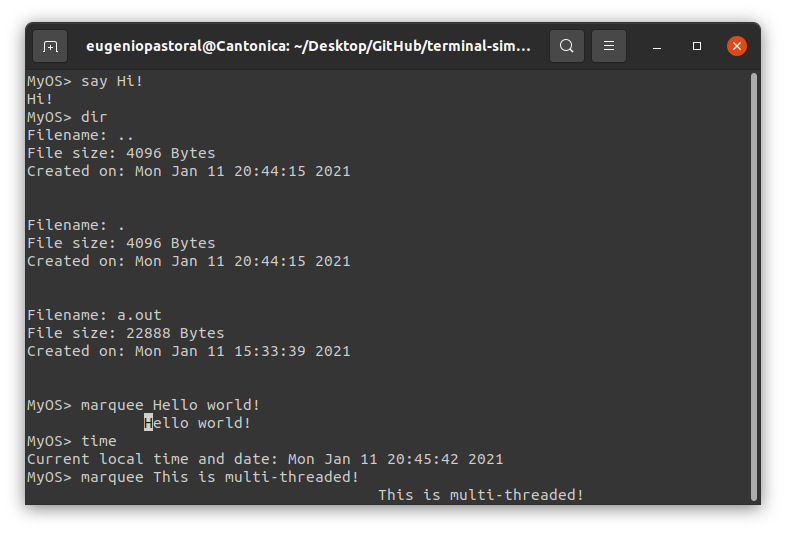 eugeniopastoral@Cantonica: ~/Desktop/GitHub/terminal-sim...
MyOS> say Hi!
Hi!
MyOS> dir
Filename: ..
File size: 4096 Bytes
Created on: Mon Jan 11 20:44:15 2021
Filename: .
File size: 4096 Bytes
Created on: Mon Jan 11 20:44:15 2021
Filename: a.out
File size: 22888 Bytes
Created on: Mon Jan 11 15:33:39 2021
MyOS> marquee Hello world!
Hello world!
MyOS> time
Current local time and date: Mon Jan 11 20:45:42 2021
MyOS> marquee This is multi-threaded!
This is multi-threaded!